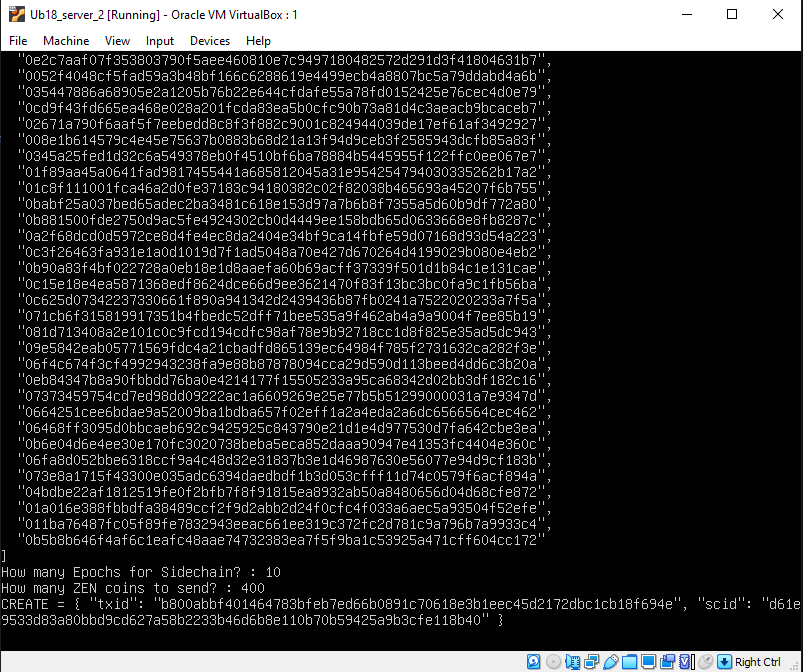 Ub18_server_2 [Running] - Oracle VM VirtualBox : 1
File Machine View Input Devices Help
"0e2c7aaf07f353803790f5aee460810e7c9497180482572d291d3f41804631b7",
"0052f4048cf5fad59a3b48bf166c6288619e4499ecb4a8807bc5a79ddabd4a6b",
"035447886a68905e2a1205b76b22e644cfdafe55a78fd0152425e76cec4d0e79",
"0cd9f43fd665ea468e028a201fcda83ea5b0cfc90b73a81d4c3aeacb9bcaceb7",
"02671a790f6aaf5f7eebedd8c8f3f882c9001c824944039de17ef61af3492927",
"008e1b614579c4e45e75637b0883b68d21a13f94d9ceb3f2585943dcfb85a83f",
"0345a25fed1d32c6a549378eb0f4510bf6ba78884b5445955f122ffc0ee067e7",
"01f89aa45a0641fad9817455441a685812045a31e954254794030335262b17a2",
"01c8f111001fca46a2d0fe37183c94180382c02f82038b465693a45207f6b755",
"0babf25a037bed65adec2ba3481c618e153d97a7b6b8f7355a5d60b9df772a80",
"0b881500fde2750d9ac5fe4924302cb0d4449ee158bdb65d0633668e8fb8287c",
"0a2f68dcd0d5972ce8d4fe4ec8da2404e34bf9ca14fbfe59d07168d93d54a223",
"0c3f26463fa931e1a0d1019d7f1ad5048a70e427d670264d4199029b080e4eb2",
"0b90a83f4bf022728a0eb18e1d8aaefa60b69acff37339f501d1b84c1e131cae",
"0c15e18e4ea5871368edf8624dce66d9ee3621470f83f13bc3bc0fa9c1fb56ba",
"0c625d07342237330661f890a941342d2439436b87fb0241a7522020233a7f5a",
"071cb6f315819917351b4fbedc52dff71bee535a9f462ab4a9a9004f7ee85b19",
"081d713408a2e101c0c9fcd194cdfc98af78e9b92718cc1d8f825e35ad5dc943",
"09e5842eab05771569fdc4a21cbadfd865139ec64984f785f2731632ca282f3e",
"06f4c674f3cf4992943238fa9e88b87878094cca29d590d113beed4dd6c3b20a",
"0eb84347b8a90fbbdd76ba0e4214177f15505233a95ca68342d02bb3df182c16",
"07373459754cd7ed98dd09222ac1a6609269e25e77b5b51299000031a7e9347d",
"0664251cee6bdae9a52009ba1bdba657f02eff1a2a4eda2a6dc6566564cec462",
"06468ff3095d0bbcaeb692c9425925c843790e21d1e4d977530d7fa642cbe3ea",
"0b6e04d6e4ee30e170fc3020738beba5eca852daaa90947e41353fc4404e360c",
"06fa8d052bbe6318ccf9a4c48d32e31837b3e1d46987630e56077e94d9cf183b",
"073e8a1715f43300e035adc6394daedbdf1b3d053cfff11d74c0579f6acf894a",
"04bdbe22af1812519fe0f2bfb7f8f91815ea8932ab50a8480656d04d68cfe872",
"01a016e388fbbdfa38489ccf2f9d2abb2d24f0cfc4f033a6aec5a93504f52efe",
"011ba76487fc05f89fe7832943eeac661ee319c372fc2d781c9a796b7a9933c4",
"0b5b8b646f4af6c1eafc48aae74732383ea7f5f9ba1c53925a471cff604cc172"
]
How many Epochs for Sidechain? : 10
How many ZEN coins to send? : 400
CREATE = { "txid": "b800abbf401464783bfeb7ed66b0891c70618e3b1eec45d2172dbc1cb18f694e", "scid": "d61e
9533d83a80bbd9cd627a58b2233b46d6b8e110b70b59425a9b3cfe118b40" }
Right Ctrl